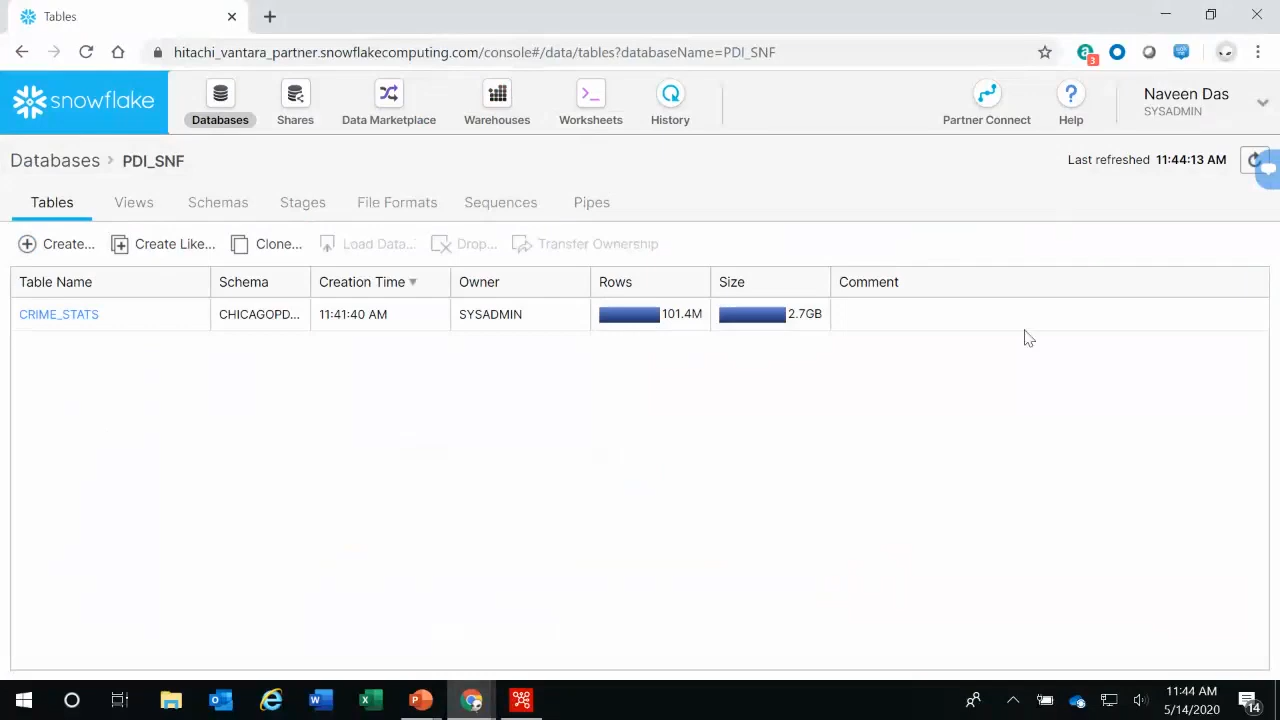 Tables
hitachi_vantara_partner.snowflakecomputing.com/console#/data/tables?databaseName=PDI_SNF
3
snowflake
Databases
Shares
Data Marketplace
Warehouses
Worksheets
History
Partner Connect
Help
Naveen Das
SYSADMIN
Databases > PDI_SNF
Last refreshed 11:44:13 AM
Tables Views Schemas Stages File Formats Sequences Pipes
Create... Create Like... Clone... Load Data... Drop... Transfer Ownership
Table Name Schema Creation Time Owner Rows Size Comment
CRIME_STATS CHICAGOPD... 11:41:40 AM SYSADMIN 101.4M 2.7GB
11:44 AM
5/14/2020
14